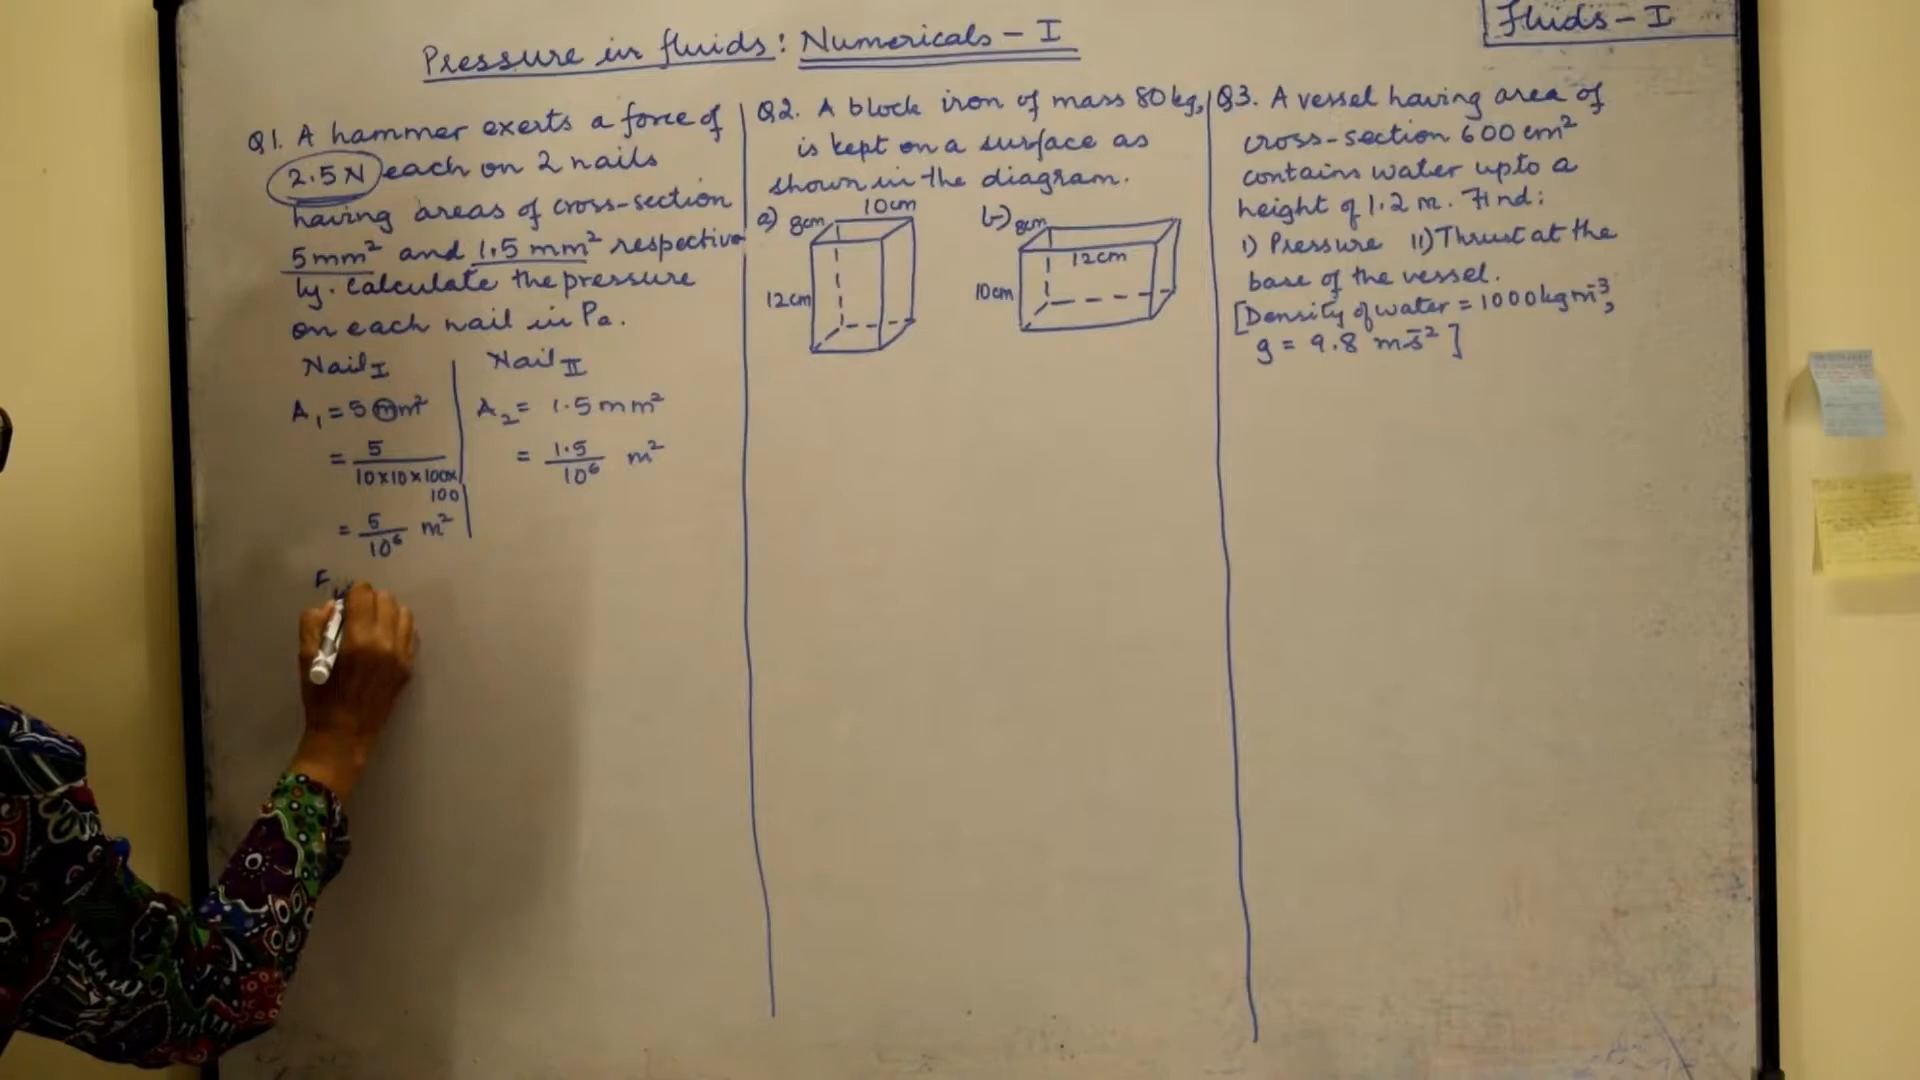 Fluids - I
Pressure in fluids: Numericals - I
Q1. A hammer exerts a force of
2.5N each on 2 nails
having areas of cross-section
5mm² and 1.5 mm² respective
ly. Calculate the pressure
on each nail in Pa.
Nail I
A₁ = 5 mm²
= 5
10 x 10 x 100 x
100
= 5/10⁶ m²
F
Nail II
A₂ = 1.5 mm²
= 1.5/10⁶ m²
Q2. A block iron of mass 80 kg,
is kept on a surface as
shown in the diagram.
a) 8cm 10cm
12cm
b) 8cm
12cm
10cm
Q3. A vessel having area of
cross-section 600 cm²
contains water upto a
height of 1.2 m. Find:
I) Pressure II) Thrust at the
base of the vessel.
[Density of water = 1000 kg m⁻³,
g = 9.8 ms⁻²]